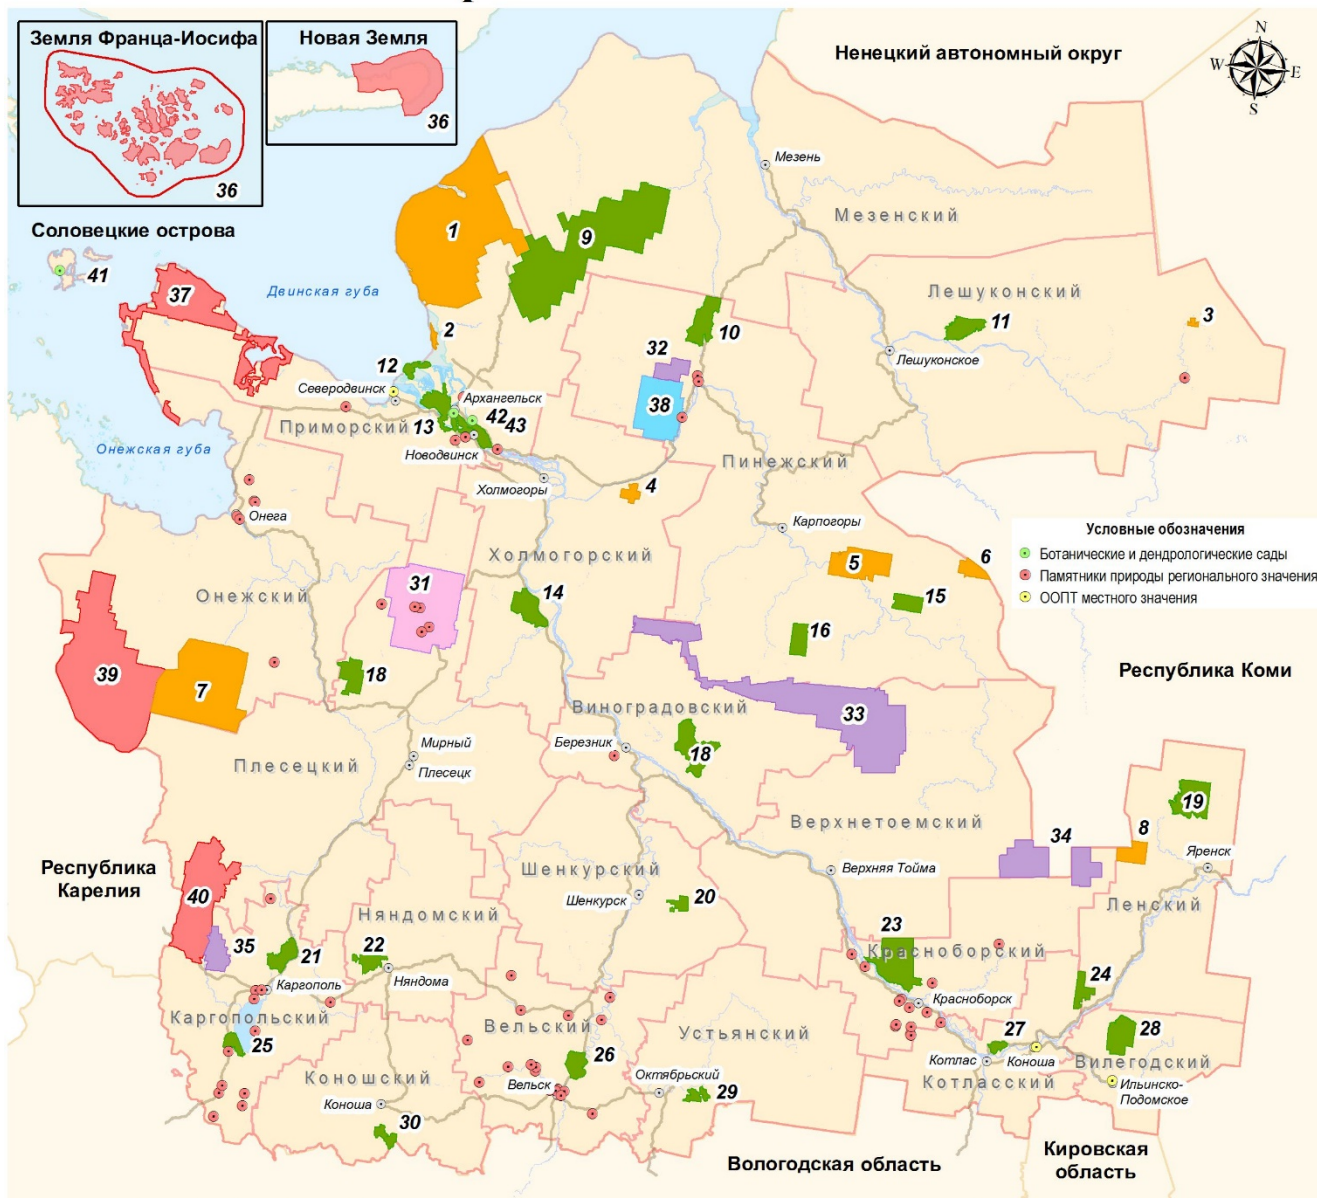 Земля Франца-Иосифа
36
Новая Земля
36
Ненецкий автономный округ
N
W
E
S
Соловецкие острова
41
37
Двинская губа
1
9
Мезень
Мезенский
Лешуконский
11
3
2
10
32
Лешуконское
12
Северодвинск
Архангельск
38
42
43
13
Приморский
Новодвинск
Онежская губа
Холмогоры
Пинежский
4
Онега
Карпогоры
Холмогорский
5
6
Условные обозначения
Ботанические и дендрологические сады
Памятники природы регионального значения
ООПТ местного значения
31
Онежский
14
15
16
39
7
18
Республика Коми
33
Виноградовский
Березник
18
Мирный
Плесецк
Плесецкий
19
Верхнетоемский
34
8
Яренск
Республика
Карелия
Шенкурский
Верхняя Тойма
Шенкурск
20
Ленский
40
Няндомский
35
21
22
23
Красноборский
24
Каргополь
Няндома
Красноборск
Каргопольский
Вельский
Устьянский
25
26
27
28
Котлас
Коноша
Вилегодский
Коношский
Вельск
Октябрьский
Котласский
Ильинско-
Подомское
Коноша
29
30
Вологодская область
Кировская
область